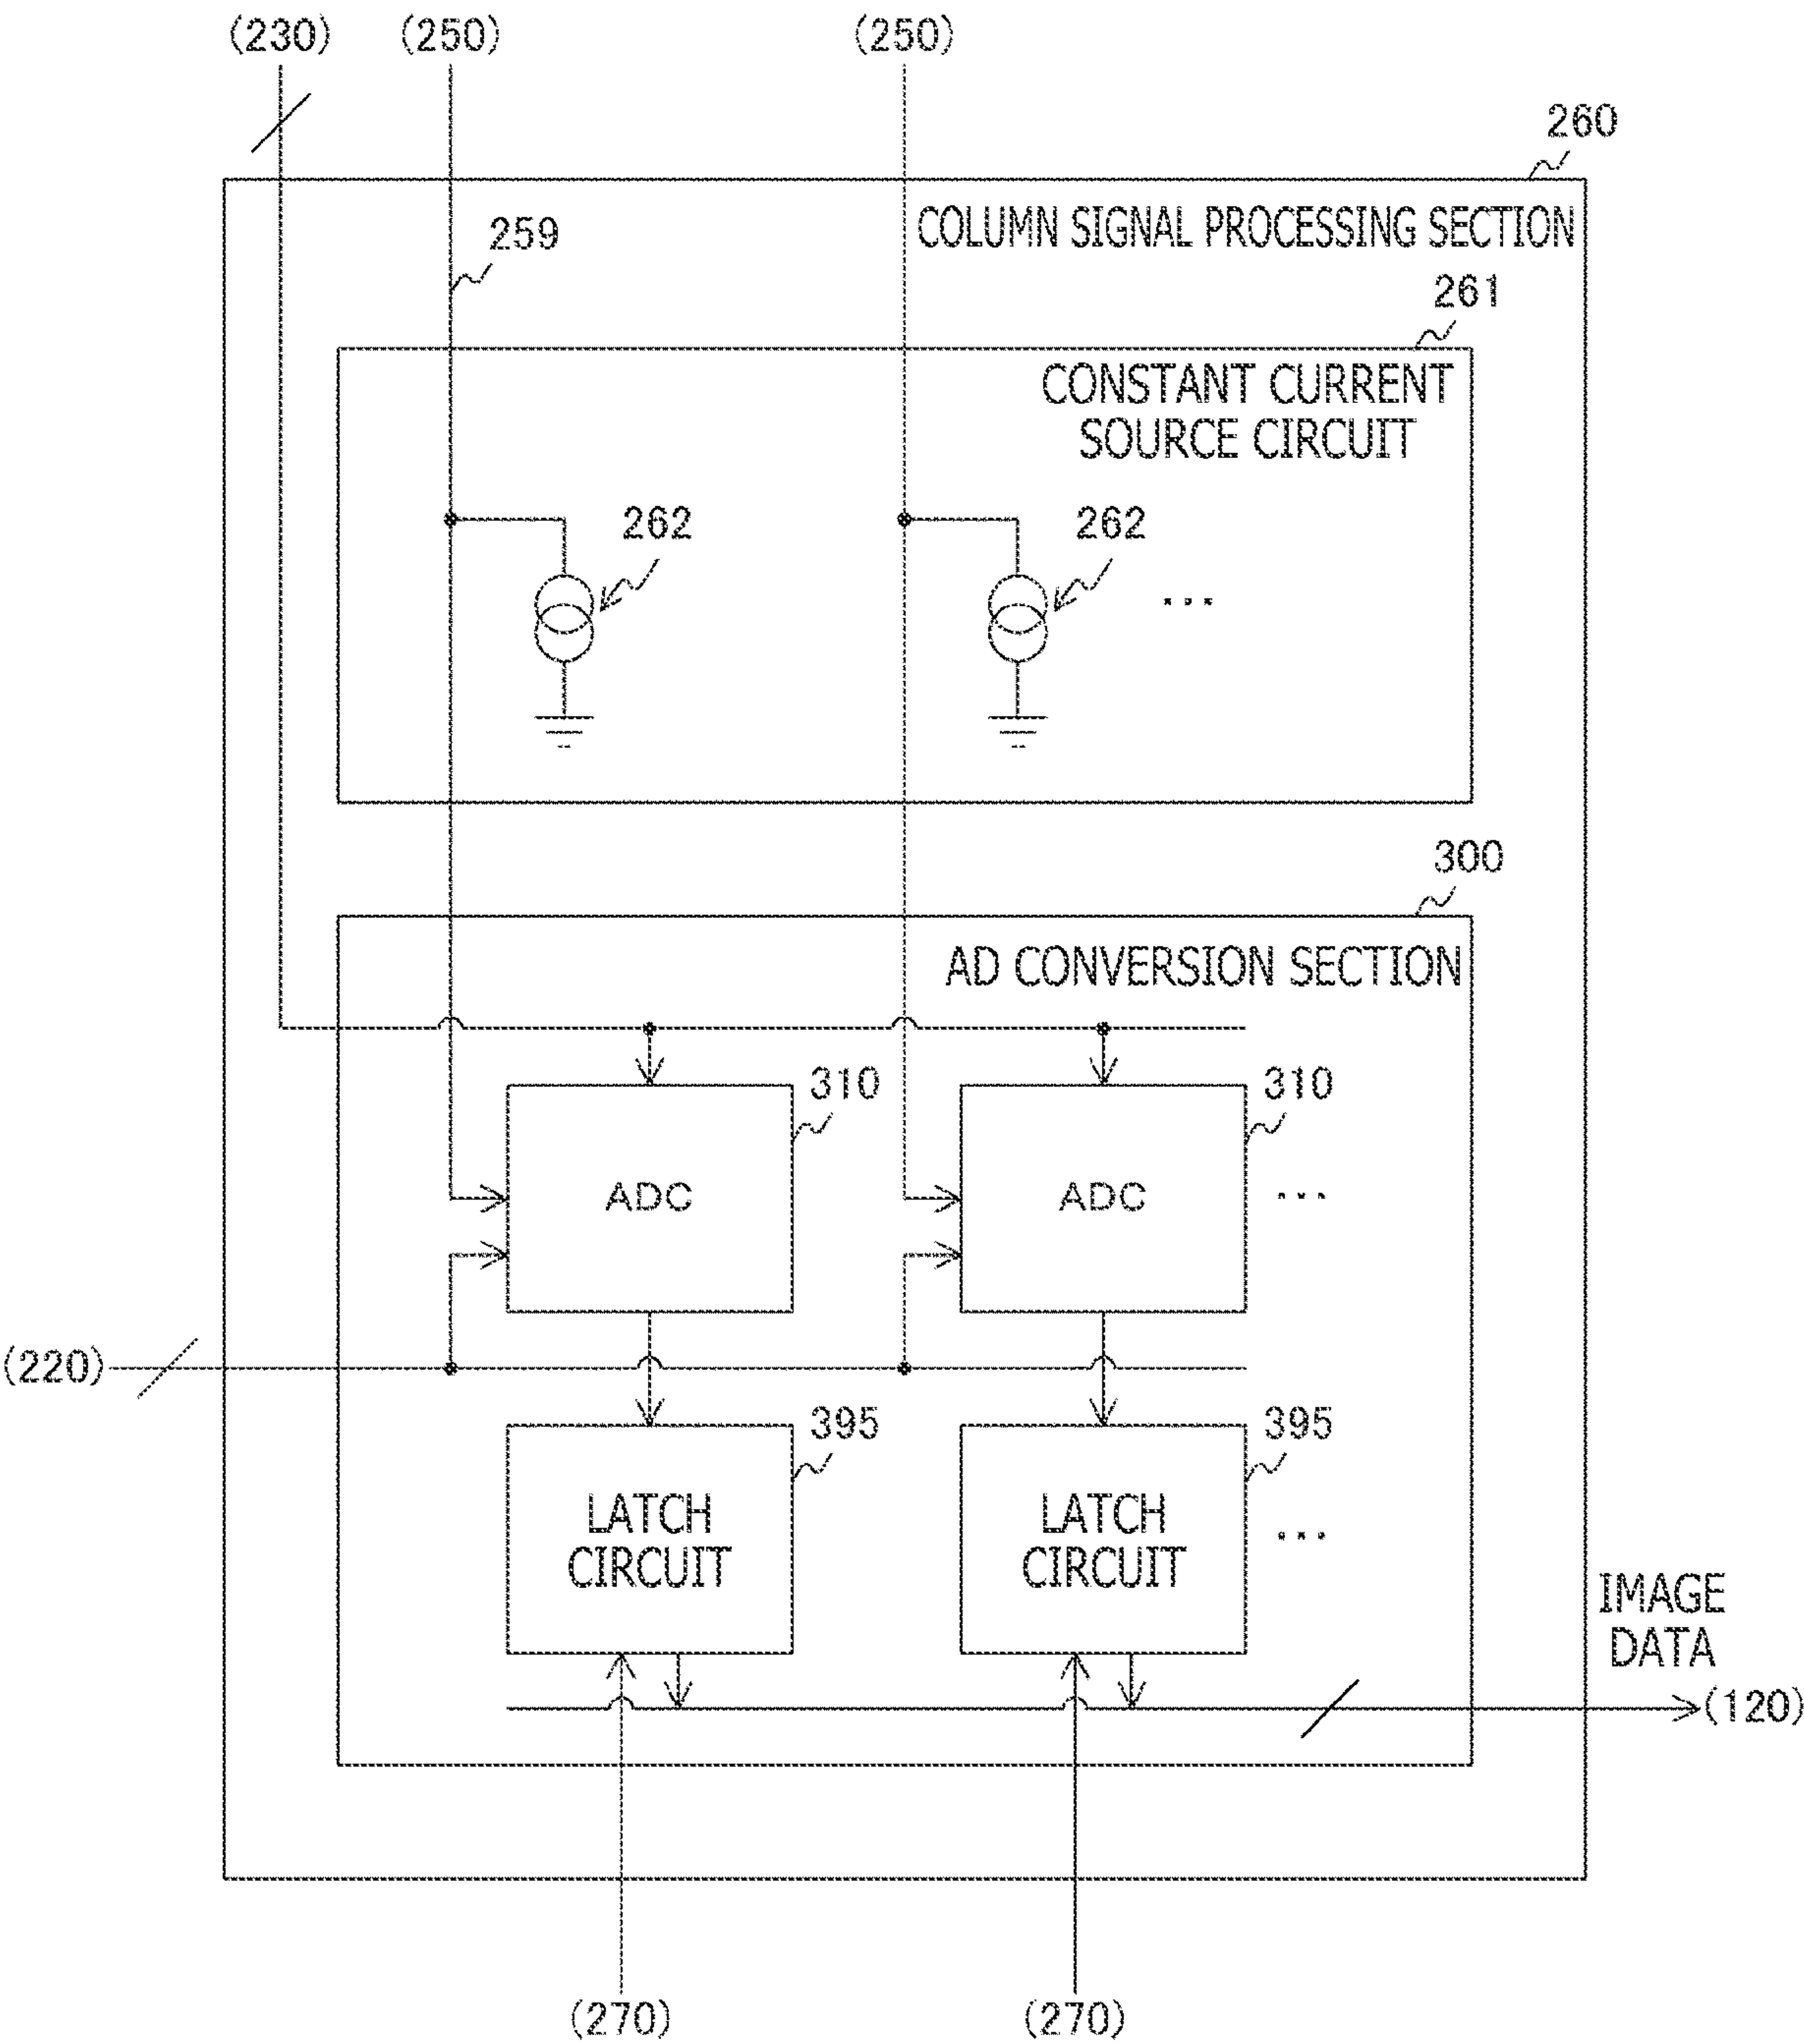 (230) (250) (250)
260
COLUMN SIGNAL PROCESSING SECTION
259
261
CONSTANT CURRENT
SOURCE CIRCUIT
262 262 ...
300
AD CONVERSION SECTION
310 310
ADC ADC ...
(220)
395 395
LATCH
CIRCUIT
LATCH
CIRCUIT
...
IMAGE
DATA
(120)
(270) (270)